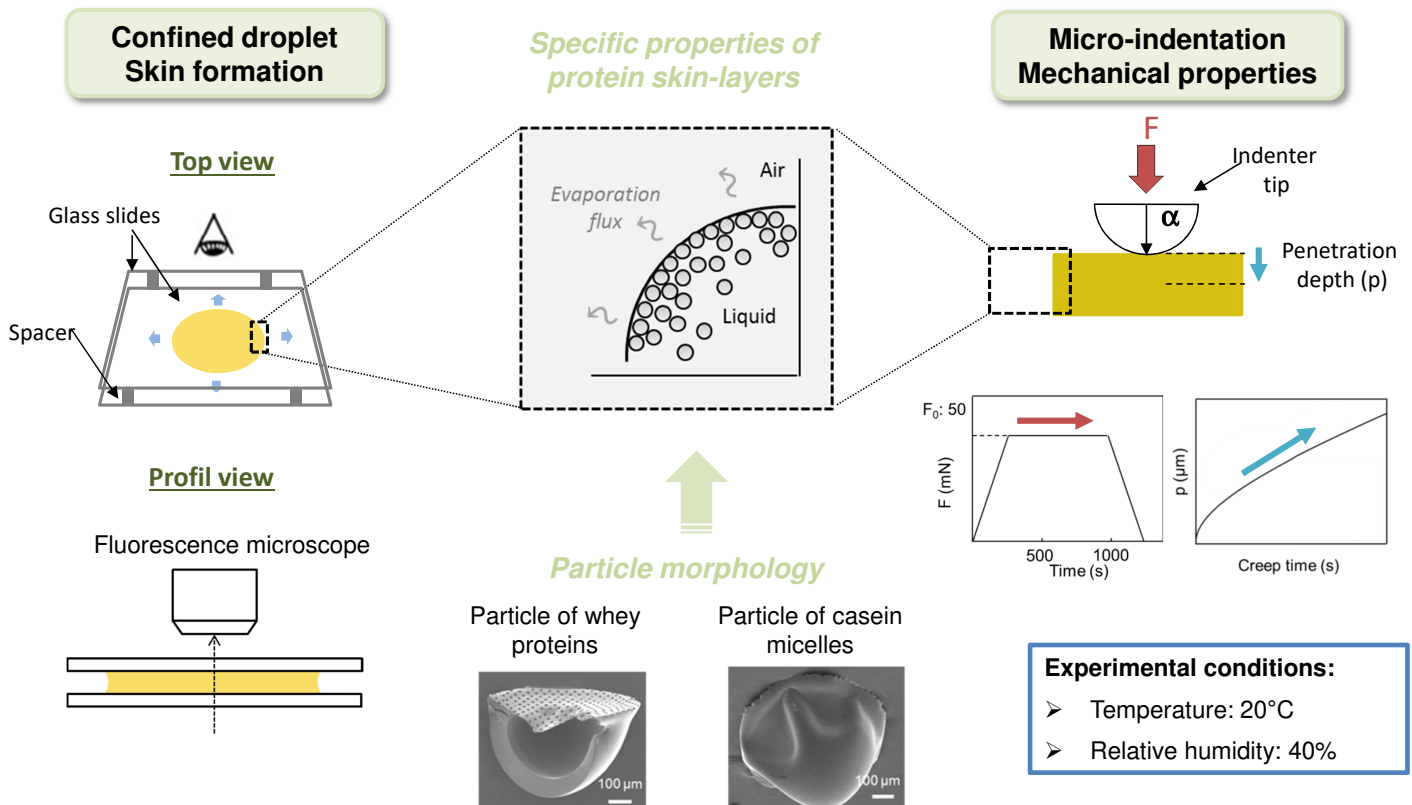 Confined droplet
Skin formation
Specific properties of
protein skin-layers
Micro-indentation
Mechanical properties
Top view
Glass slides
Spacer
Evaporation
flux
Air
Liquid
F
Indenter
tip
α
Penetration
depth (p)
Profil view
Fluorescence microscope
Particle morphology
Particle of whey
proteins
100 µm
Particle of casein
micelles
100 µm
F₀: 50
F (mN)
500
1000
Time (s)
p (µm)
Creep time (s)
Experimental conditions:
➢ Temperature: 20°C
➢ Relative humidity: 40%